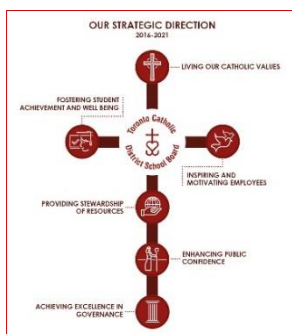 OUR STRATEGIC DIRECTION
2016-2021
LIVING OUR CATHOLIC VALUES
FOSTERING STUDENT
ACHIEVEMENT AND WELL BEING
Toronto Catholic
District School Board
INSPIRING AND
MOTIVATING EMPLOYEES
PROVIDING STEWARDSHIP
OF RESOURCES
ENHANCING PUBLIC
CONFIDENCE
ACHIEVING EXCELLENCE IN
GOVERNANCE